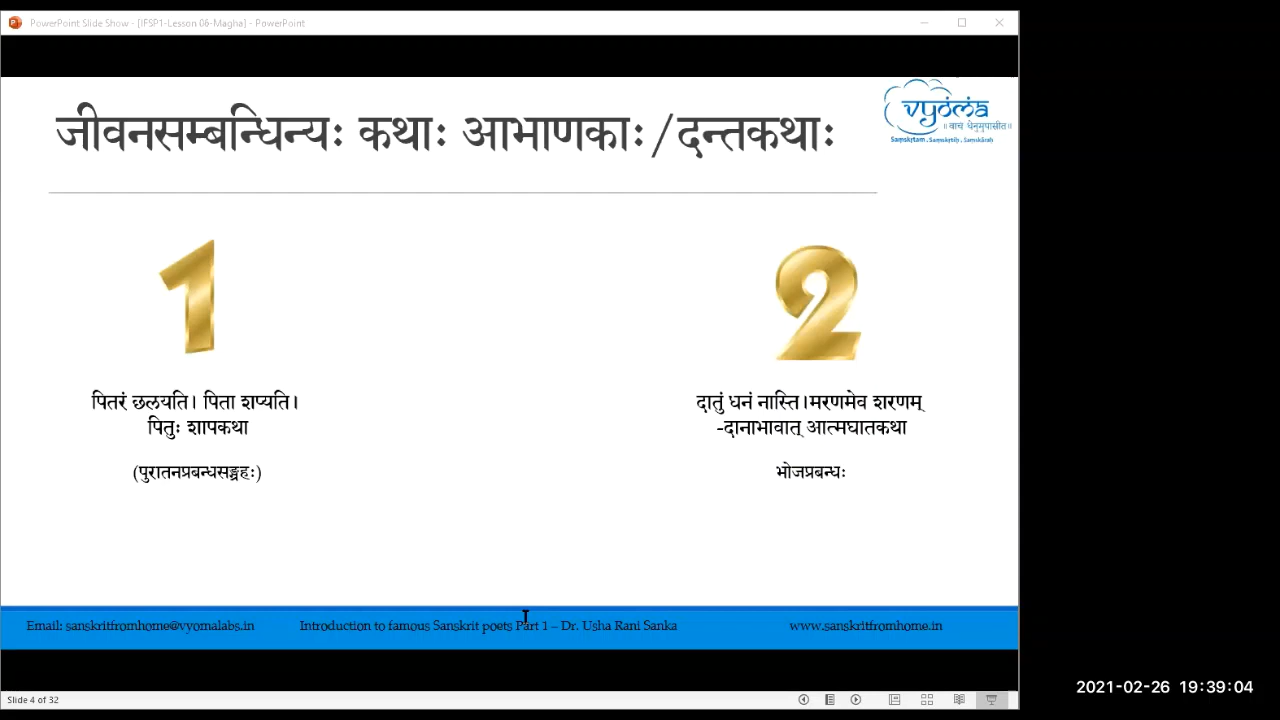 PowerPoint Slide Show - [IFSP1-Lesson 06-Magha] - PowerPoint
जीवनसम्बन्धिन्यः कथाः आभाणकाः/दन्तकथाः
vyoma
॥ वाचं धेनुमुपासीत॥
Samskritam, Samskriti, Samskarah
1
2
पितरं छलयति। पिता शप्यति।
पितुः शापकथा
(पुरातनप्रबन्धसङ्ग्रहः)
दातुं धनं नास्ति।मरणमेव शरणम्
-दानाभावात् आत्मघातकथा
भोजप्रबन्धः
Email: sanskritfromhome@vyomalabs.in
Introduction to famous Sanskrit poets Part 1 – Dr. Usha Rani Sanka
www.sanskritfromhome.in
Slide 4 of 32
2021-02-26 19:39:04